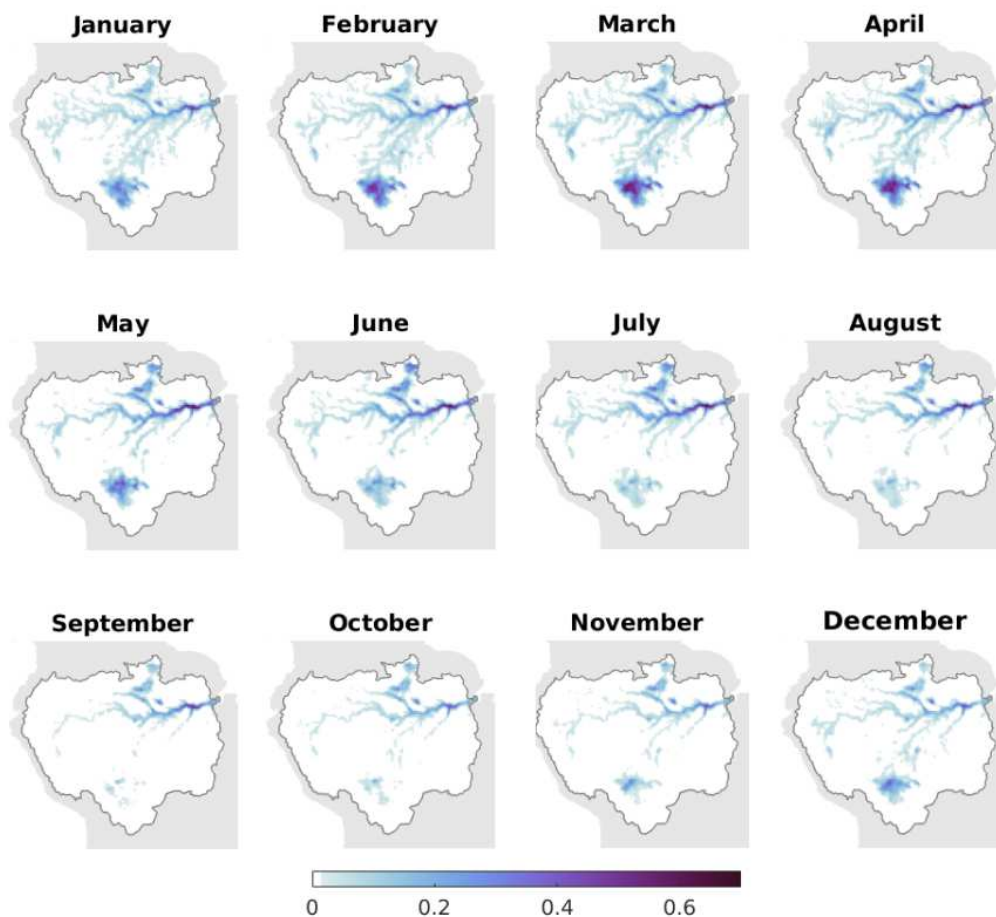 January February March April
May June July August
September October November December
0 0.2 0.4 0.6